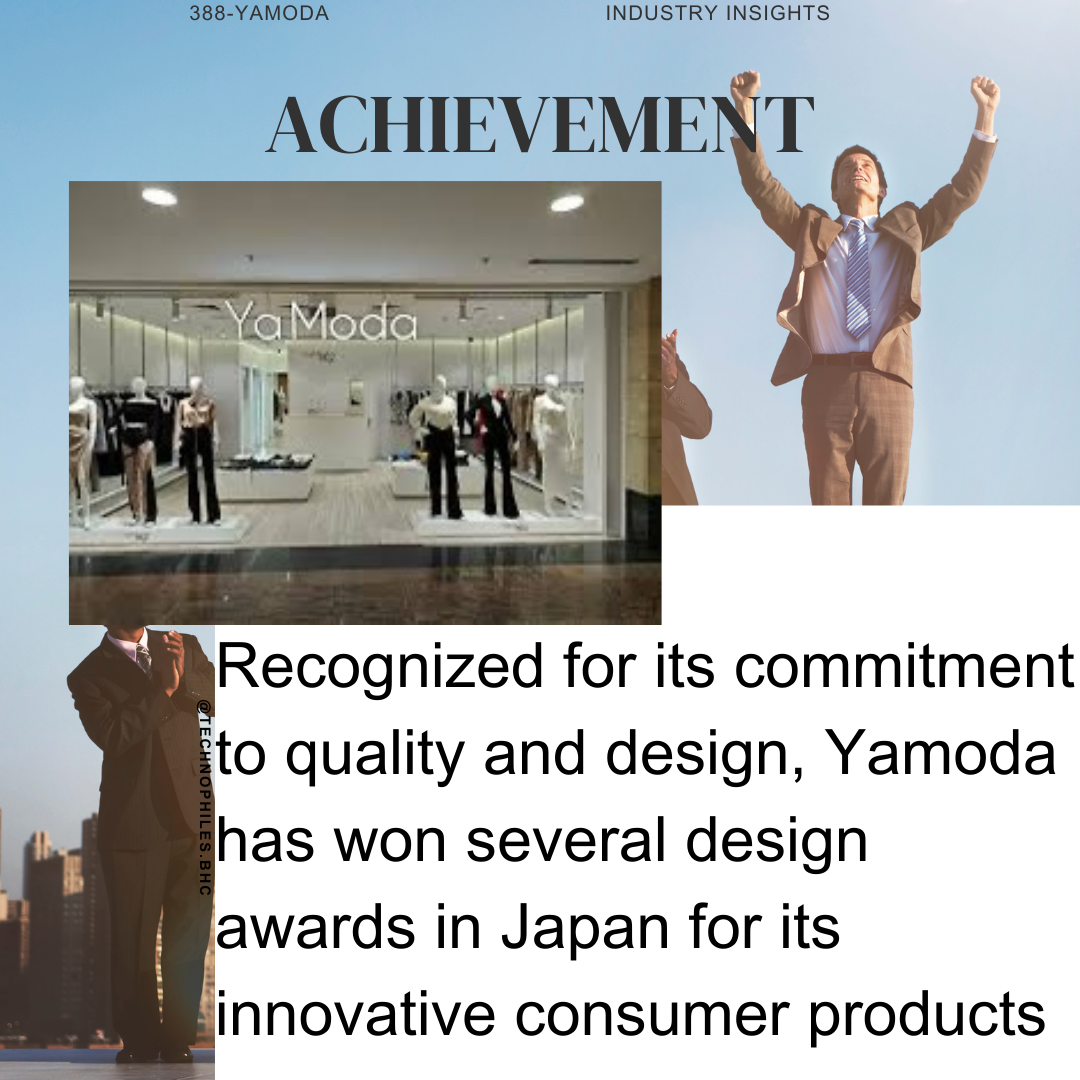 388-YAMODA
INDUSTRY INSIGHTS
ACHIEVEMENT
YaModa
Recognized for its commitment
to quality and design, Yamoda
has won several design
awards in Japan for its
innovative consumer products
@TECHNOPHILES.BHC